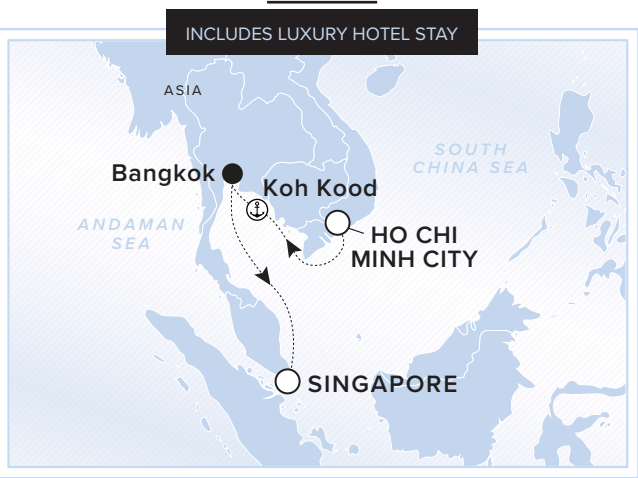 INCLUDES LUXURY HOTEL STAY
ASIA
SOUTH
CHINA SEA
Bangkok
Koh Kood
ANDAMAN
SEA
HO CHI
MINH CITY
SINGAPORE